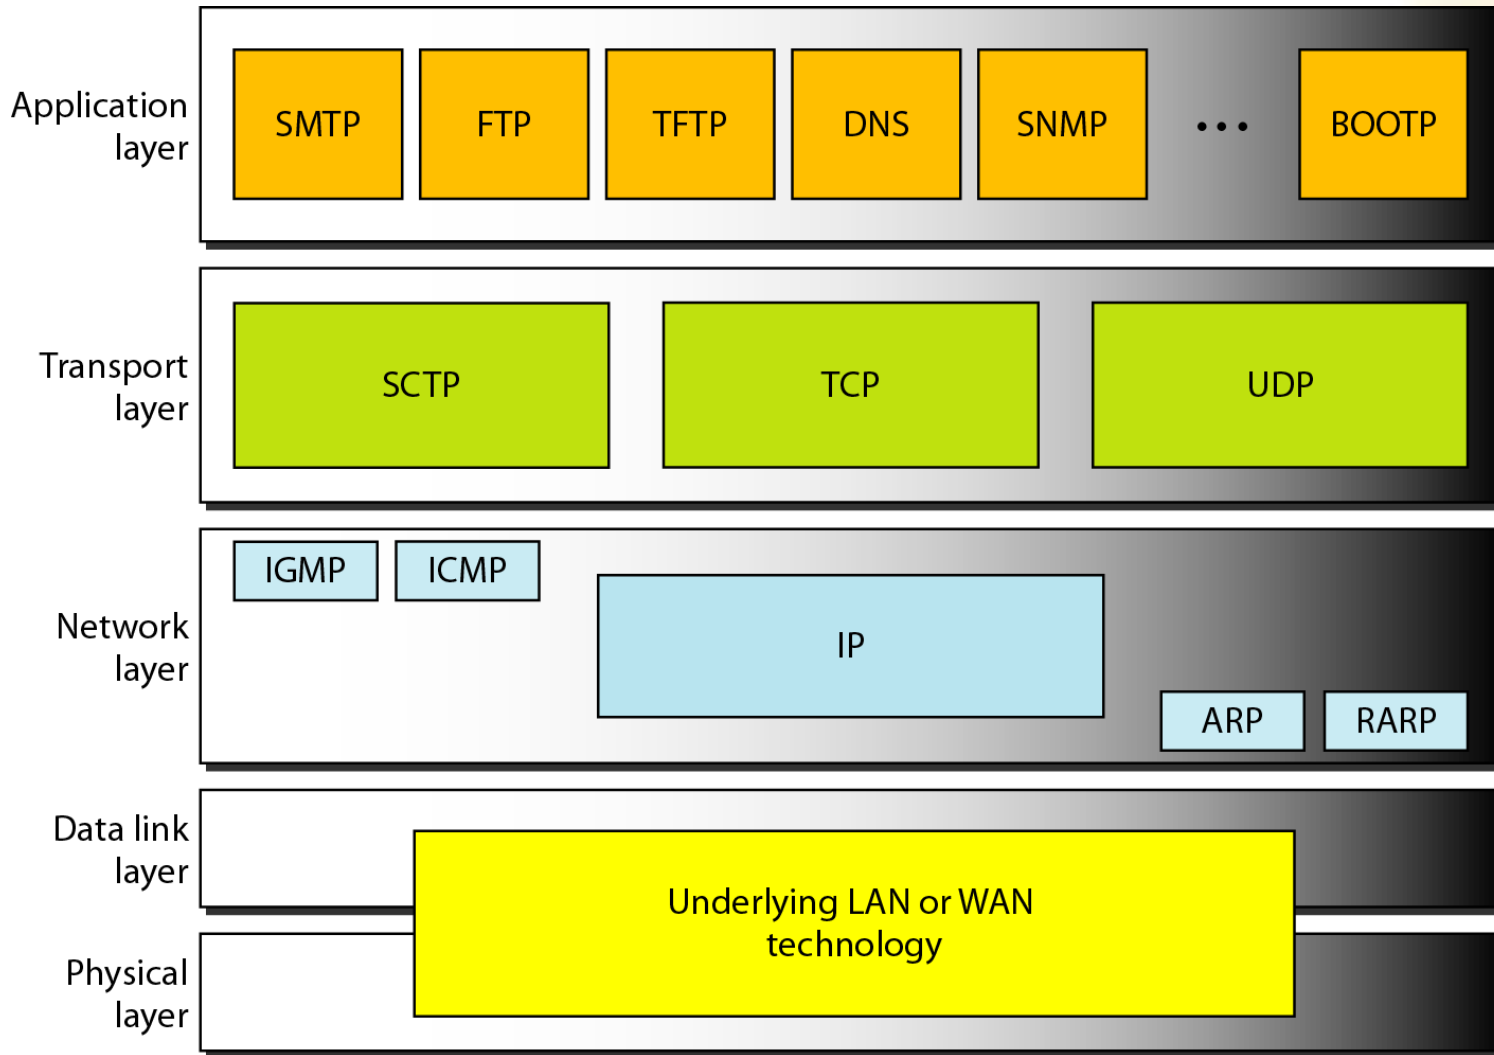 Application
layer
SMTP
FTP
TFTP
DNS
SNMP
...
BOOTP
Transport
layer
SCTP
TCP
UDP
Network
layer
IGMP
ICMP
IP
ARP
RARP
Data link
layer
Underlying LAN or WAN
technology
Physical
layer